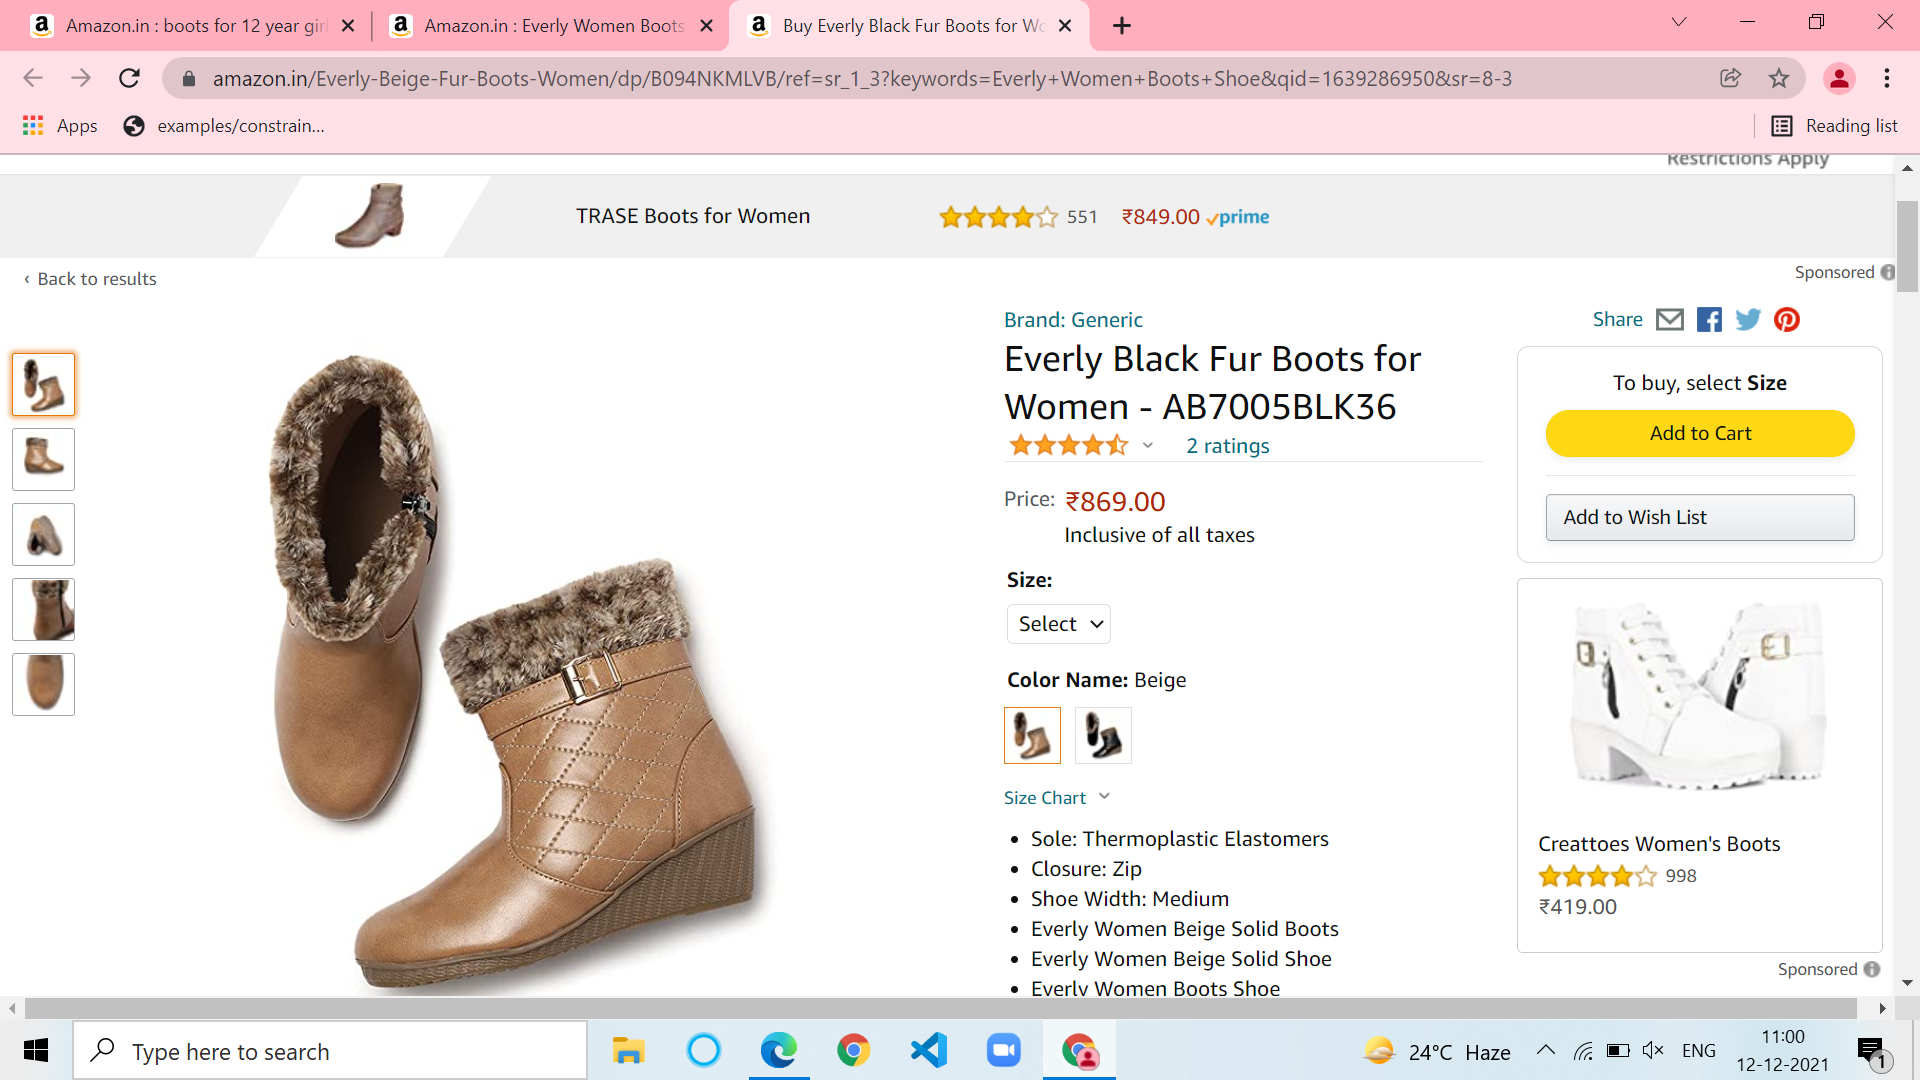 Amazon.in : boots for 12 year girl
Amazon.in : Everly Women Boots
Buy Everly Black Fur Boots for Wo
amazon.in/Everly-Beige-Fur-Boots-Women/dp/B094NKMLVB/ref=sr_1_3?keywords=Everly+Women+Boots+Shoe&qid=1639286950&sr=8-3
Apps
examples/constrain...
Reading list
Restrictions Apply
TRASE Boots for Women
551
₹849.00 prime
‹ Back to results
Sponsored
Brand: Generic
Everly Black Fur Boots for
Women - AB7005BLK36
2 ratings
Price: ₹869.00
Inclusive of all taxes
Size:
Select
Color Name: Beige
Size Chart
• Sole: Thermoplastic Elastomers
• Closure: Zip
• Shoe Width: Medium
• Everly Women Beige Solid Boots
• Everly Women Beige Solid Shoe
• Everly Women Boots Shoe
Share
To buy, select Size
Add to Cart
Add to Wish List
Creattoes Women's Boots
998
₹419.00
Sponsored
Type here to search
24°C Haze
ENG
11:00
12-12-2021
1